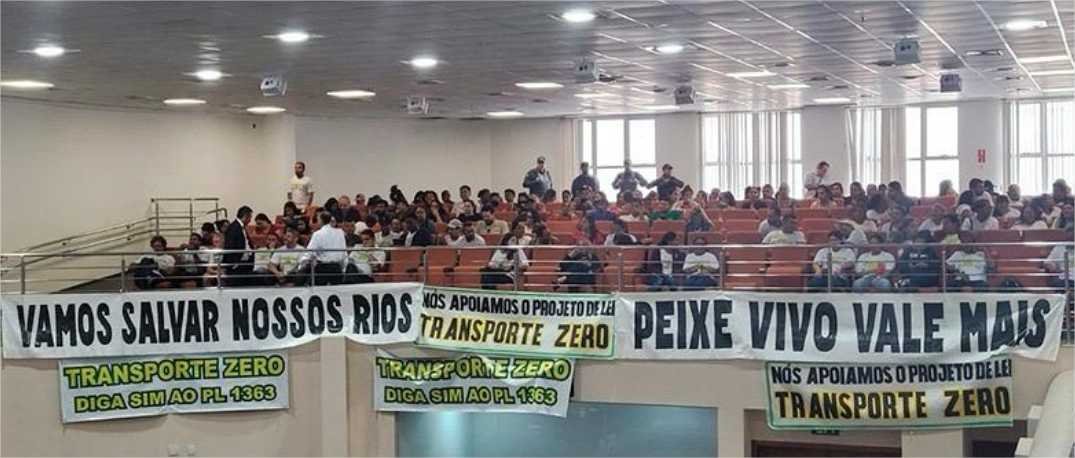 VAMOS SALVAR NOSSOS RIOS
NÓS APOIAMOS O PROJETO DE LEI
TRANSPORTE ZERO
PEIXE VIVO VALE MAIS
TRANSPORTE ZERO
DIGA SIM AO PL 1363
TRANSPORTE ZERO
DIGA SIM AO PL 1363
NÓS APOIAMOS O PROJETO DE LEI
TRANSPORTE ZERO